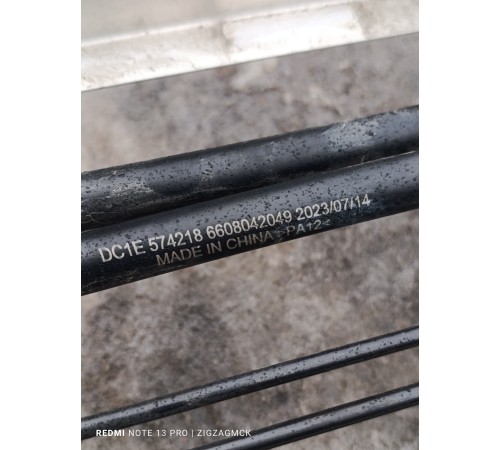 DC1E 574218 6608042049 2023/07/14
MADE IN CHINA >PA12<
REDMI NOTE 13 PRO | ZIGZAGMCK